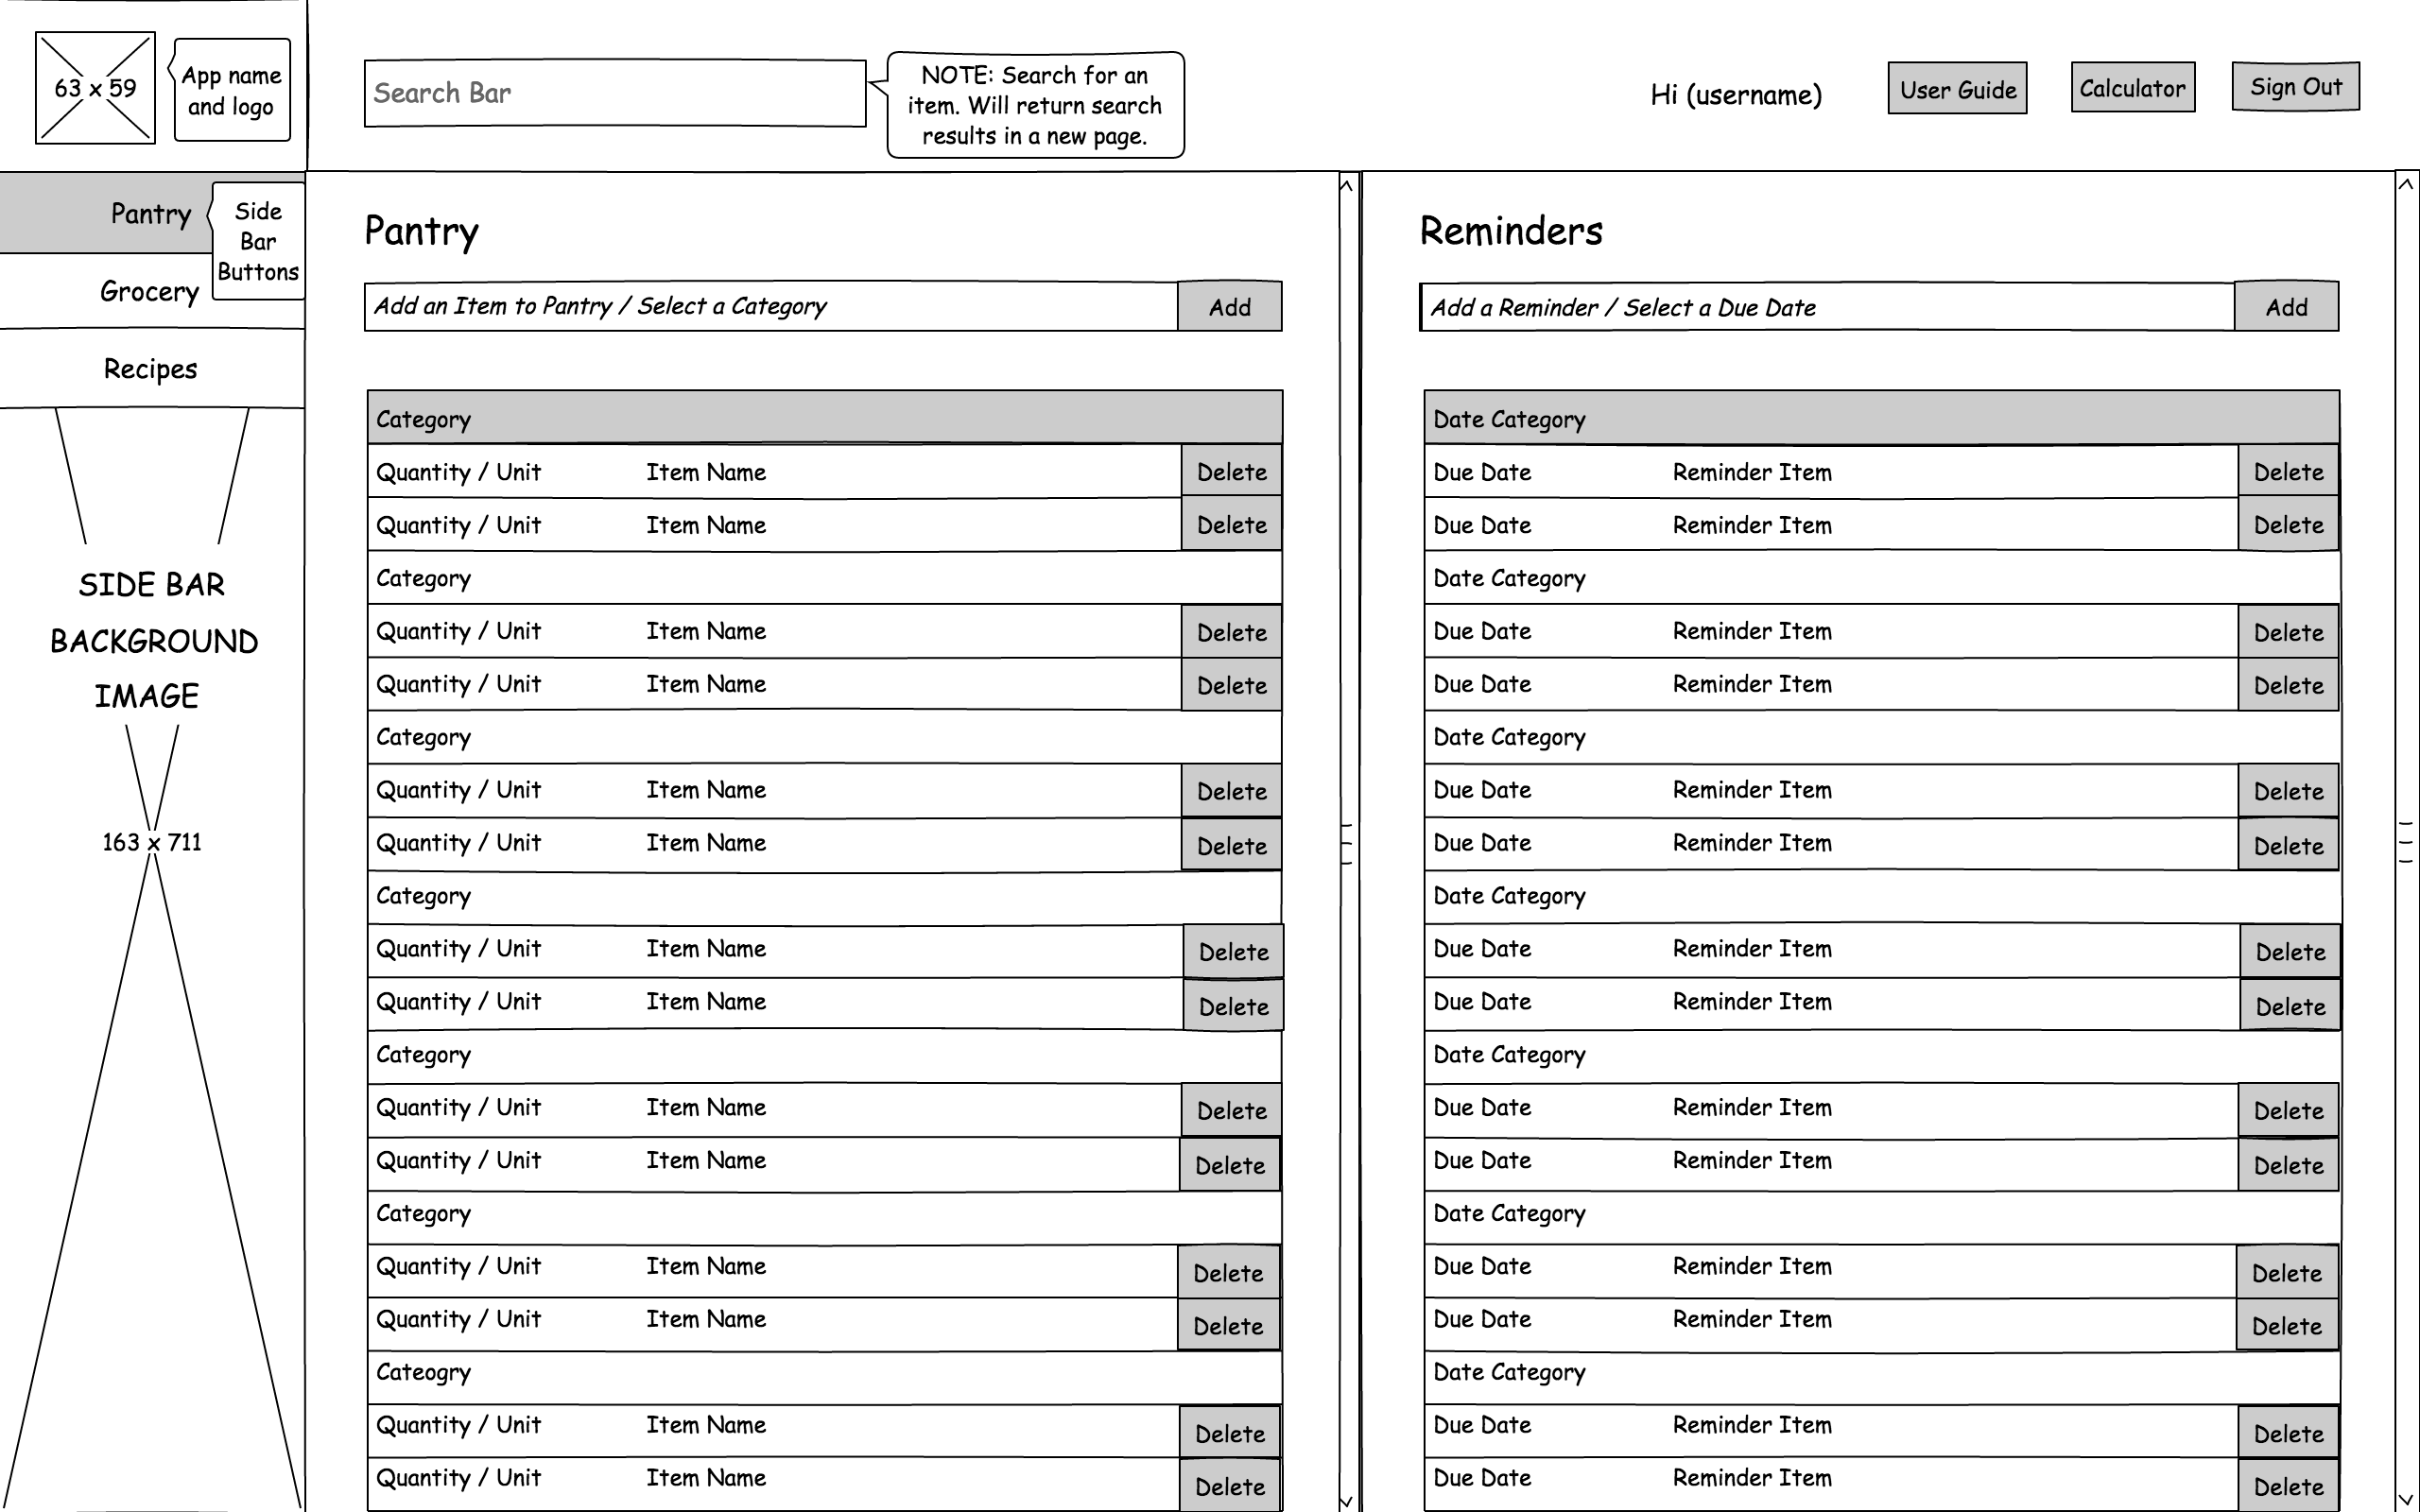 63 x 59
App name
and logo
Search Bar
NOTE: Search for an
item. Will return search
results in a new page.
Hi (username)
User Guide
Calculator
Sign Out
Pantry
Side
Bar
Buttons
Grocery
Recipes
SIDE BAR
BACKGROUND
IMAGE
163 x 711
Pantry
Add an Item to Pantry / Select a Category Add
Category
Quantity / Unit Item Name Delete
Quantity / Unit Item Name Delete
Category
Quantity / Unit Item Name Delete
Quantity / Unit Item Name Delete
Category
Quantity / Unit Item Name Delete
Quantity / Unit Item Name Delete
Category
Quantity / Unit Item Name Delete
Quantity / Unit Item Name Delete
Category
Quantity / Unit Item Name Delete
Quantity / Unit Item Name Delete
Category
Quantity / Unit Item Name Delete
Quantity / Unit Item Name Delete
Cateogry
Quantity / Unit Item Name Delete
Quantity / Unit Item Name Delete
Reminders
Add a Reminder / Select a Due Date Add
Date Category
Due Date Reminder Item Delete
Due Date Reminder Item Delete
Date Category
Due Date Reminder Item Delete
Due Date Reminder Item Delete
Date Category
Due Date Reminder Item Delete
Due Date Reminder Item Delete
Date Category
Due Date Reminder Item Delete
Due Date Reminder Item Delete
Date Category
Due Date Reminder Item Delete
Due Date Reminder Item Delete
Date Category
Due Date Reminder Item Delete
Due Date Reminder Item Delete
Date Category
Due Date Reminder Item Delete
Due Date Reminder Item Delete